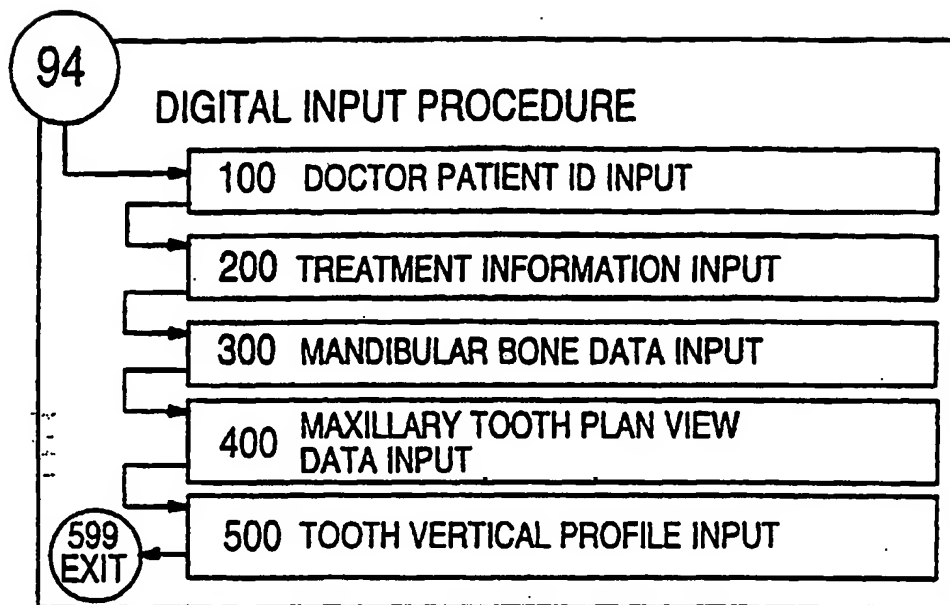 94
DIGITAL INPUT PROCEDURE
100 DOCTOR PATIENT ID INPUT
200 TREATMENT INFORMATION INPUT
300 MANDIBULAR BONE DATA INPUT
400 MAXILLARY TOOTH PLAN VIEW
DATA INPUT
500 TOOTH VERTICAL PROFILE INPUT
599
EXIT